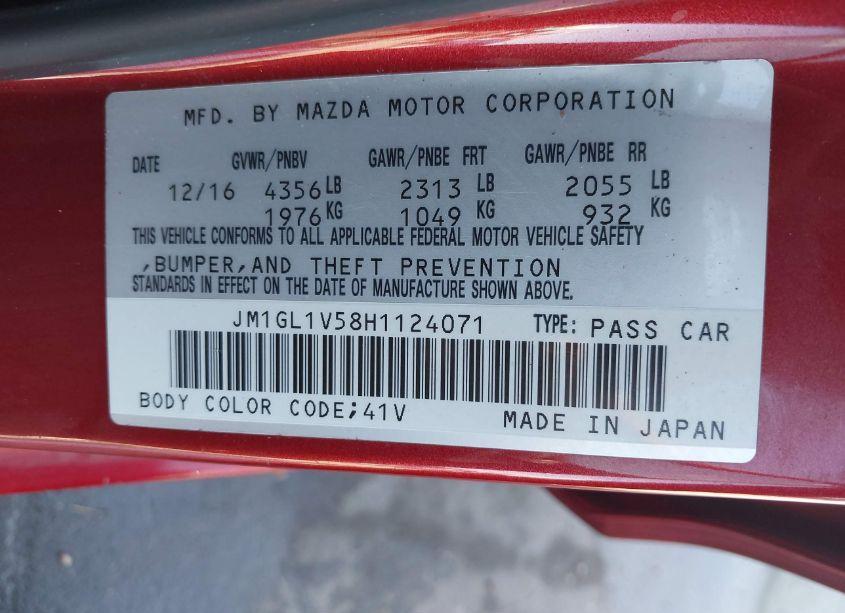 MFD. BY MAZDA MOTOR CORPORATION
DATE GVWR/PNBV GAWR/PNBE FRT GAWR/PNBE RR
12/16 4356 LB 2313 LB 2055 LB
1976 KG 1049 KG 932 KG
THIS VEHICLE CONFORMS TO ALL APPLICABLE FEDERAL MOTOR VEHICLE SAFETY
,BUMPER,AND THEFT PREVENTION
STANDARDS IN EFFECT ON THE DATE OF MANUFACTURE SHOWN ABOVE.
JM1GL1V58H1124071 TYPE: PASS CAR
BODY COLOR CODE;41V MADE IN JAPAN